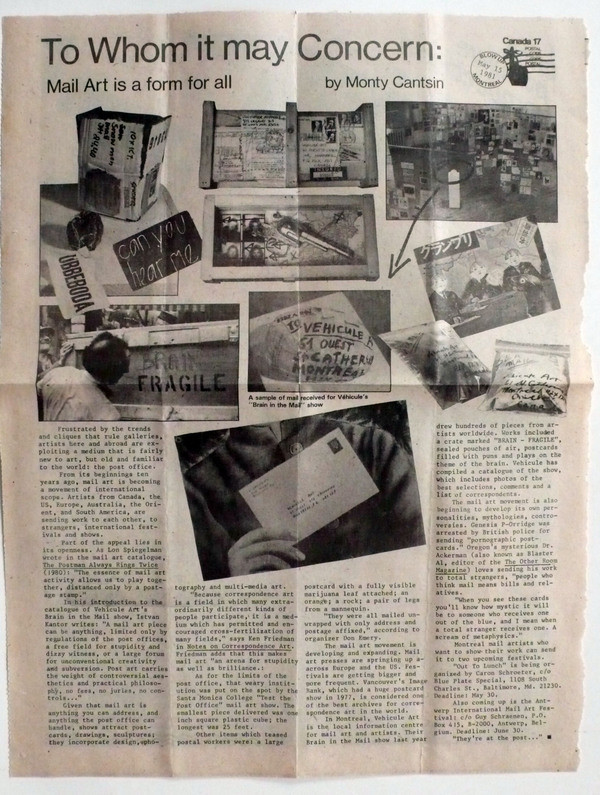 To Whom it may Concern:
Canada 17
Mail Art is a form for all
by Monty Cantsin
May 15
1981
MONTREAL
can you
hear me
UBBEBODA
グランプリ
BRAIN
FRAGILE
VEHICULE
51 OUEST
MONTREAL
A sample of mail received for Véhicule's
"Brain in the Mail" show
Frustrated by the trends
and cliques that rule galleries,
artists here and abroad are ex-
ploiting a medium that is fairly
new to art, but old and familiar
to the world: the post office.
From its beginnings ten
years ago, mail art is becoming
a movement of international
scope. Artists from Canada, the
US, Europe, Australia, the Ori-
ent, and South America, are
sending work to each other, to
strangers, international fest-
ivals and shows.
Part of the appeal lies in
its openness. As Lon Spiegelman
wrote in the mail art catalogue,
The Postman Always Rings Twice
(1980): "The essence of mail art
activity allows us to play toge-
ther, distanced only by a post-
age stamp."
In his introduction to the
catalogue of Vehicule Art's
Brain in the Mail show, Istvan
Kantor writes: "A mail art piece
can be anything, limited only by
regulations of the post offices,
a free field for stupidity and
dizzy witness, or a large forum
for unconventional creativity
and subversion. Post art carries
the weight of controversial aes-
thetics and practical philoso-
phy, no fees, no juries, no con-
trols..."
Given that mail art is
anything you can address, and
anything the post office can
handle, shows attract post-
cards, drawings, sculptures;
they incorporate design, pho-
tography and multi-media art.
"Because correspondence art
is a field in which many extra-
ordinarily different kinds of
people participate, it is a med-
ium which has permitted and en-
couraged cross-fertilization of
many fields," says Ken Friedman
in Notes on Correspondence Art.
Friedman adds that this makes
mail art "an arena for stupidity
as well as brilliance."
As for the limits of the
post office, that weary instit-
ution was put on the spot by the
Santa Monica College "Test the
Post Office" mail art show. The
smallest piece delivered was one
inch square plastic cube; the
longest was 25 feet.
Other items which teased
postal workers were: a large
postcard with a fully visible
marijuana leaf attached; an
orange; a rock; a pair of legs
from a mannequin.
"They were all mailed un-
wrapped with only address and
postage affixed," according to
organizer Don Emery.
The mail art movement is
developing and expanding. Mail
art presses are springing up a-
cross Europe and the US. Fes-
tivals are getting bigger and
more frequent. Vancouver's Image
Bank, which had a huge postcard
show in 1977, is considered one
of the best archives for corre-
spondence art in the world.
In Montreal, Vehicule Art
is the local information centre
for mail art and artists. Their
Brain in the Mail show last year
drew hundreds of pieces from ar-
tists worldwide. Works included
a crate marked "BRAIN - FRAGILE",
sealed pouches of art, postcards
filled with puns and plays on the
theme of the brain. Vehicule has
compiled a catalogue of the show,
which includes photos of the
best selections, comments and a
list of correspondents.
The mail art movement is also
beginning to develop its own per-
sonalities, mythologies, contro-
versies. Genesis P-Orridge was
arrested by British police for
sending "pornographic post-
cards." Oregon's mysterious Dr.
Ackerman (also known as Blaster
Al, editor of the The Other Soon
Magazine) loves sending his work
to total strangers, "people who
think mail means bills and rel-
atives.
"When you see these cards
you'll know how mystic it will
be to someone who receives one
out of the blue, and I mean when
a total stranger receives one. A
scream of metaphysics."
Montreal mail artists who
want to show their work can send
it to two upcoming festivals.
"Out To Lunch" is being or-
ganized by Caron Schroeter, c/o
Blue Plate Special, 1108 South
Charles St., Baltimore, Md. 21230.
Deadline: May 30.
Also coming up is the Ant-
werp International Mail Art Fes-
tival, c/o Guy Schraenen, P.O.
Box 415, B-2000, Antwerp, Bel-
gium. Deadline: June 30.
"They're at the post..."